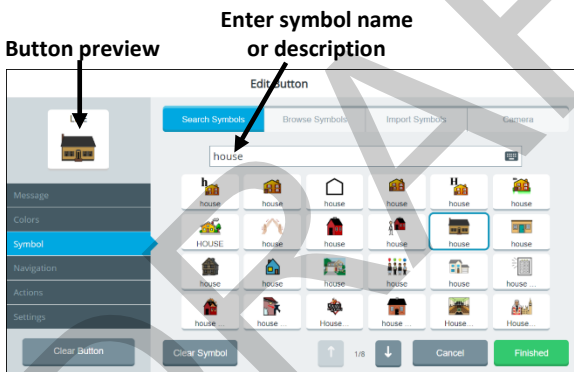 Enter symbol name
or description
Button preview
Edit Button
Search Symbols Browse Symbols Import Symbols Camera
house
Message
Colors
Symbol
Navigation
Actions
Settings
Clear Button
house house house house house house
HOUSE house house house house house
house house house house house house ...
house ... house ... House... house ... House... House...
Clear Symbol 1/8 Cancel Finished